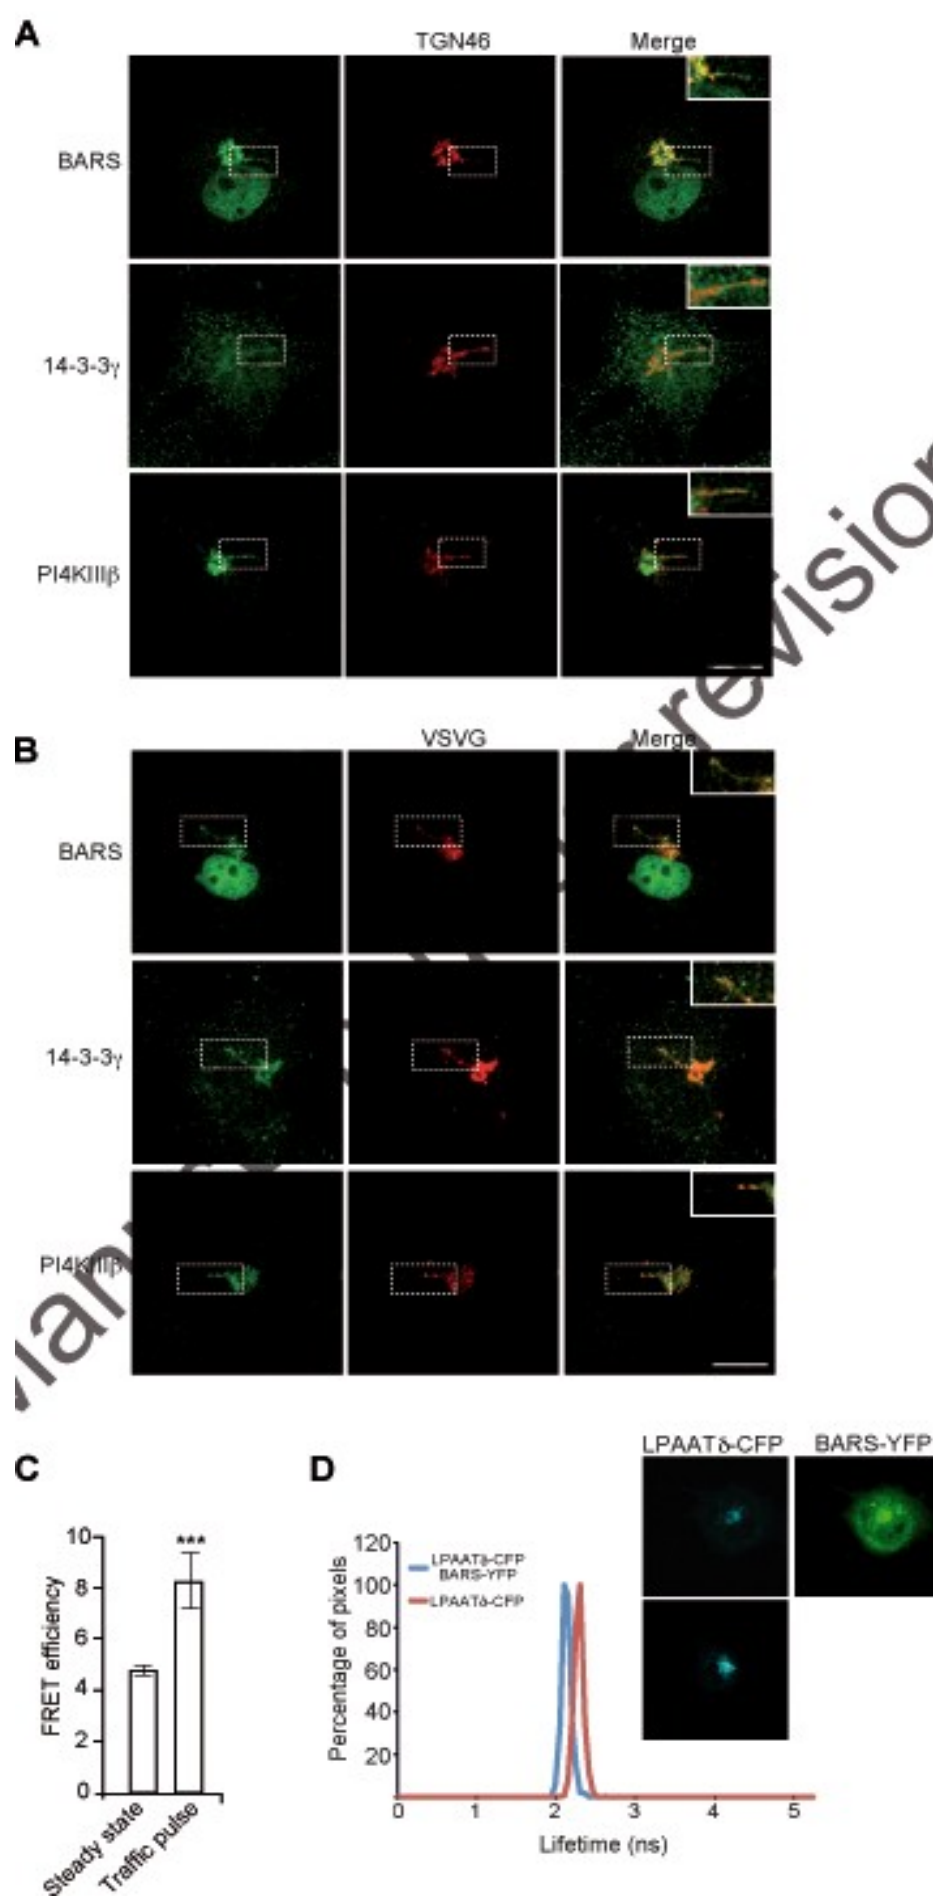 A
TGN46 Merge
BARS
14-3-3γ
PI4KIIIβ
B
VSVG Merge
BARS
14-3-3γ
PI4KIIIβ
C
FRET efficiency
10
8
6
4
2
0
***
Steady state
Traffic pulse
D
LPAATδ-CFP BARS-YFP
Percentage of pixels
120
100
80
60
40
20
LPAATδ-CFP
BARS-YFP
LPAATδ-CFP
0 1 2 3 4 5
Lifetime (ns)